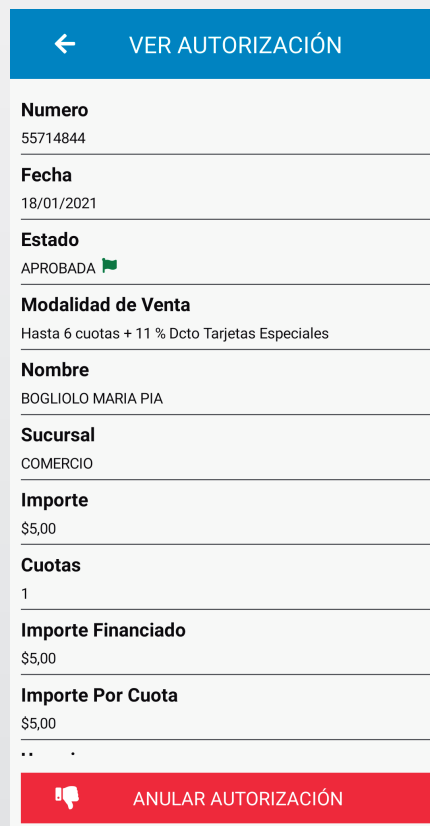 VER AUTORIZACIÓN
Numero
55714844
Fecha
18/01/2021
Estado
APROBADA
Modalidad de Venta
Hasta 6 cuotas + 11 % Dcto Tarjetas Especiales
Nombre
BOGLIOLO MARIA PIA
Sucursal
COMERCIO
Importe
$5,00
Cuotas
1
Importe Financiado
$5,00
Importe Por Cuota
$5,00
ANULAR AUTORIZACIÓN